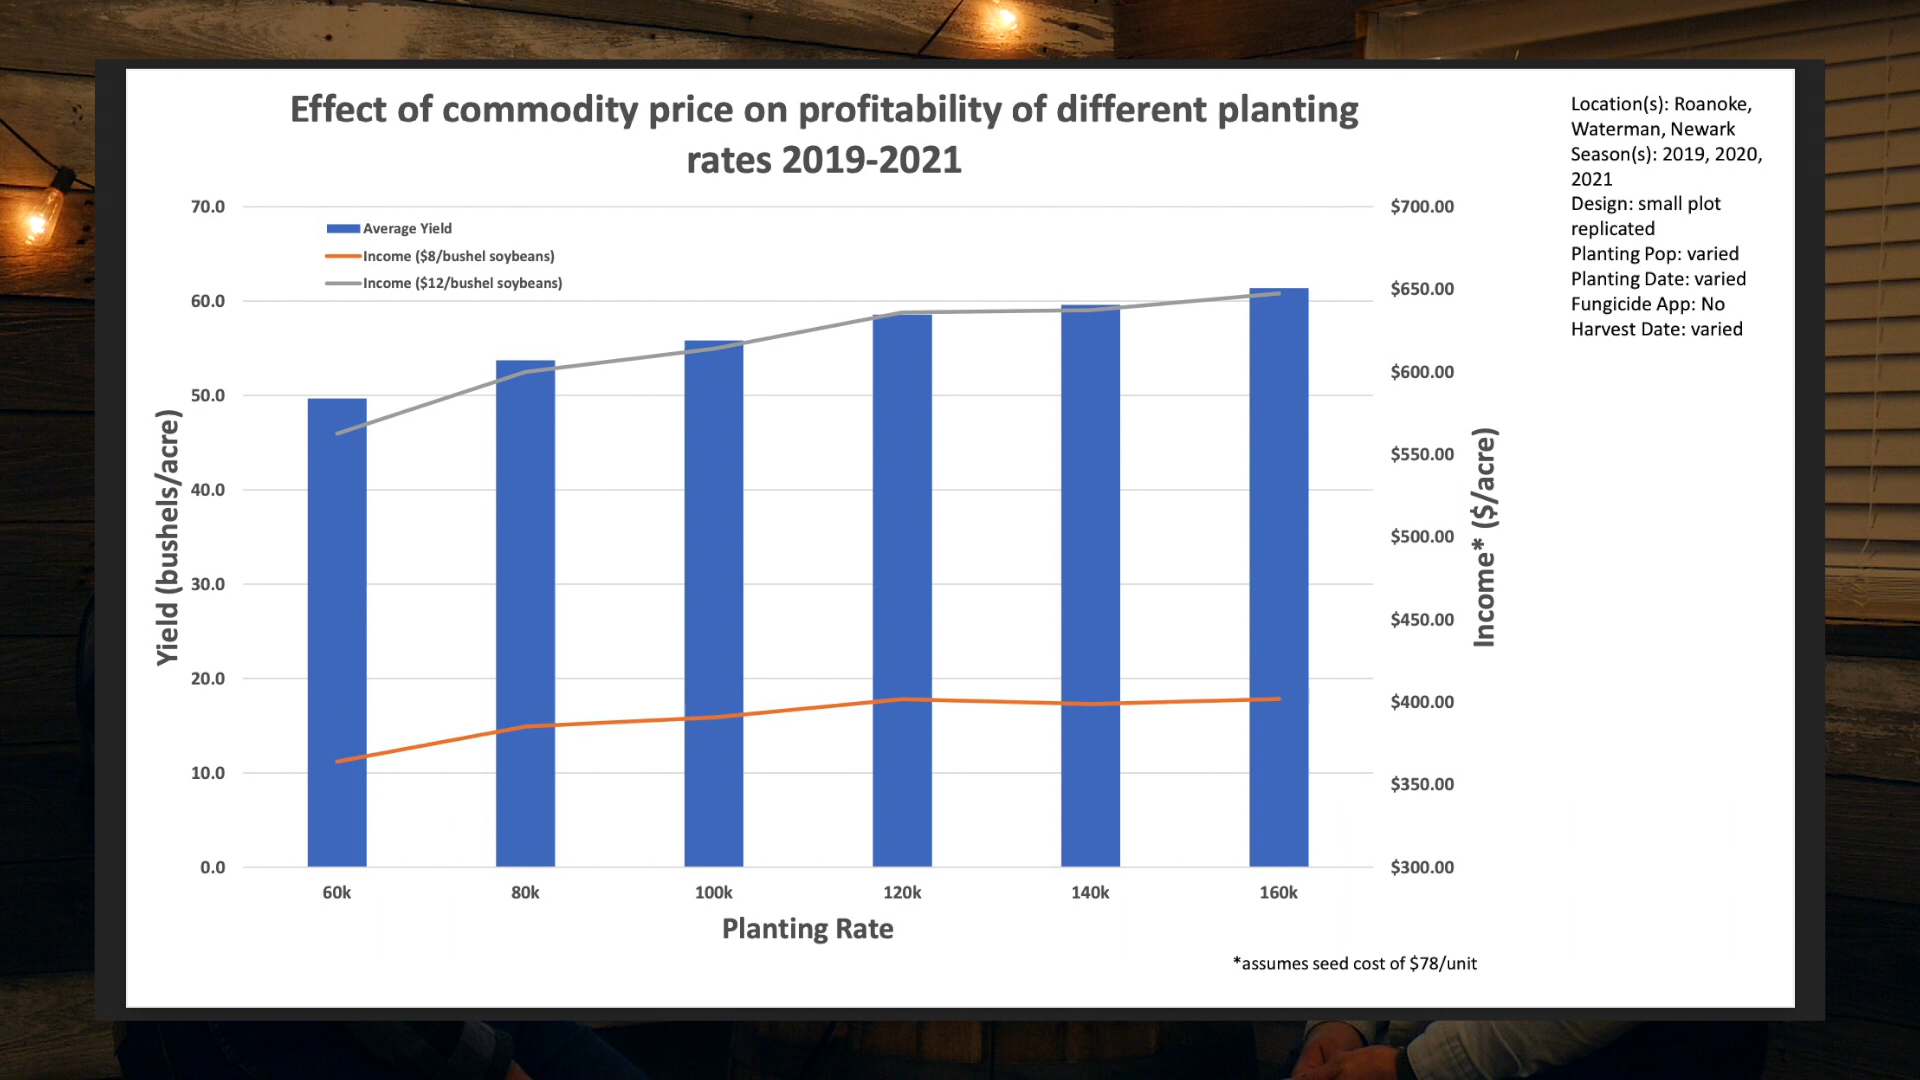 Effect of commodity price on profitability of different planting
rates 2019-2021
Location(s): Roanoke,
Waterman, Newark
Season(s): 2019, 2020,
2021
Design: small plot
replicated
Planting Pop: varied
Planting Date: varied
Fungicide App: No
Harvest Date: varied
Average Yield
Income ($8/bushel soybeans)
Income ($12/bushel soybeans)
Yield (bushels/acre)
70.0
60.0
50.0
40.0
30.0
20.0
10.0
0.0
$700.00
$650.00
$600.00
$550.00
$500.00
$450.00
$400.00
$350.00
$300.00
Income* ($/acre)
60k 80k 100k 120k 140k 160k
Planting Rate
*assumes seed cost of $78/unit